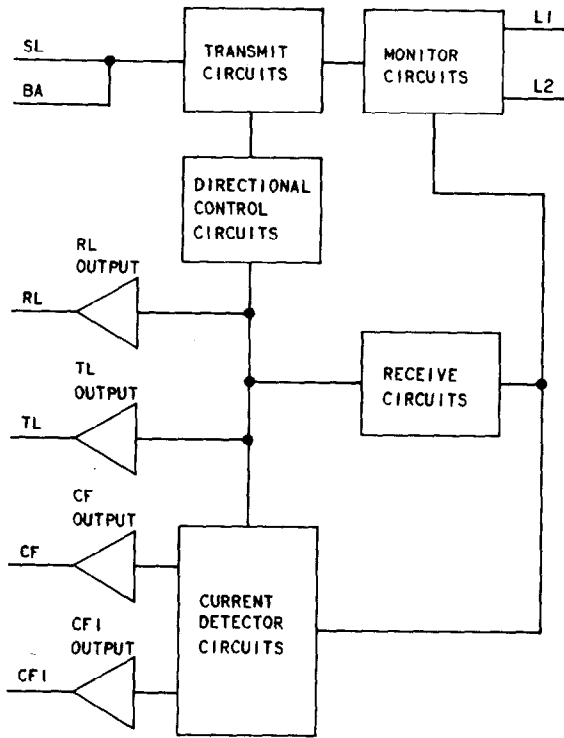 SL
BA
TRANSMIT
CIRCUITS
MONITOR
CIRCUITS
L1
L2
DIRECTIONAL
CONTROL
CIRCUITS
RL
OUTPUT
RL
RECEIVE
CIRCUITS
TL
OUTPUT
TL
CF
OUTPUT
CF
CURRENT
DETECTOR
CIRCUITS
CF1
OUTPUT
CF1